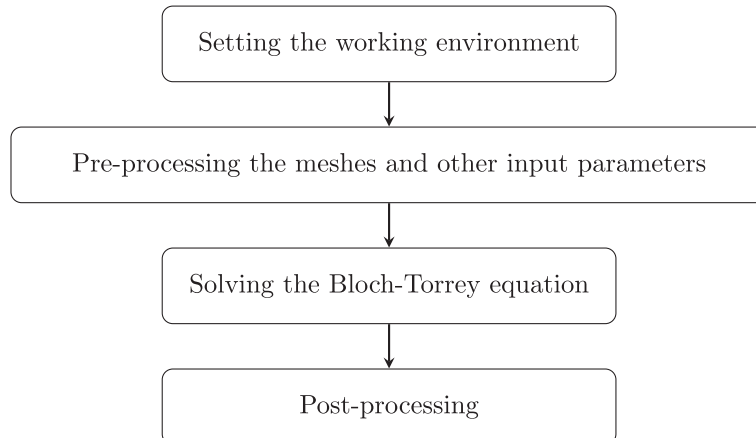 Setting the working environment
Pre-processing the meshes and other input parameters
Solving the Bloch-Torrey equation
Post-processing